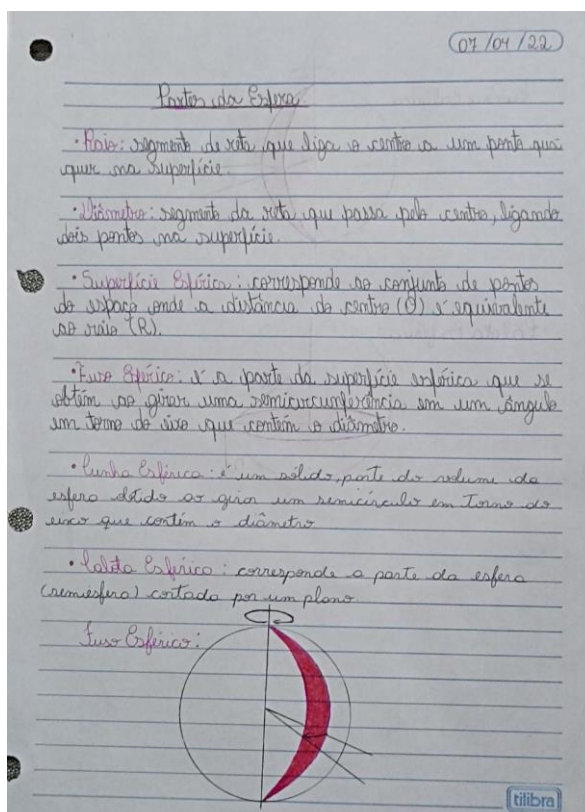 07/04/22
Partes da Esfera
• Raio: segmento de reta que liga o centro a um ponto qual
quer na superfície.
• Diâmetro: segmento da reta que passa pelo centro, ligando
dois pontos na superfície.
• Superfície Esférica: corresponde ao conjunto de pontos
do espaço onde a distância do centro (O) é equivalente
ao raio (R).
• Fuso Esférico: é a parte da superfície esférica que se
obtém ao girar uma semicircunferência em um ângulo
em torno do eixo que contém o diâmetro.
• Cunha Esférica: é um sólido, parte do volume da
esfera obtido ao girar um semicírculo em torno do
eixo que contém o diâmetro
• Calota Esférica: corresponde a parte da esfera
(semiesfera) cortada por um plano.
Fuso Esférico:
tilibra